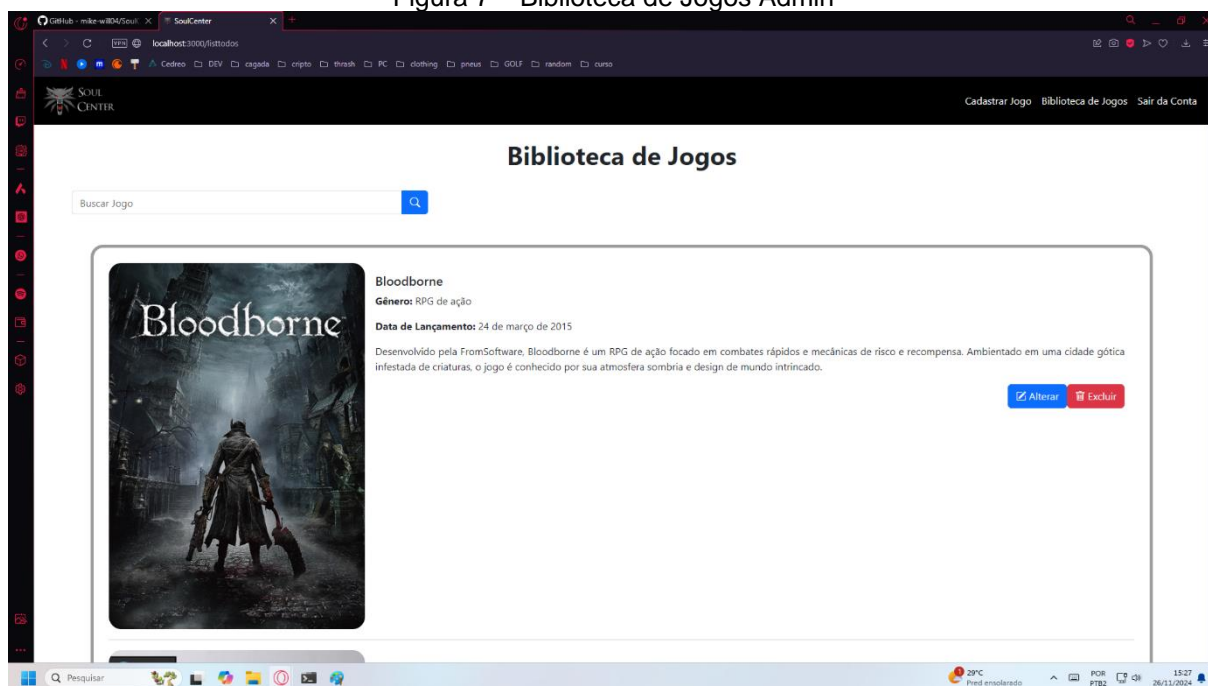 Figura 7 – Biblioteca de Jogos Admin
GitHub - mike-will04/SoulC
SoulCenter
VPN localhost:3000/listtodos
Cedreo DEV cagada cripto thrash PC clothing pneus GOLF random curso
SOUL
CENTER
Cadastrar Jogo Biblioteca de Jogos Sair da Conta
Biblioteca de Jogos
Buscar Jogo
Bloodborne
Bloodborne
Gênero: RPG de ação
Data de Lançamento: 24 de março de 2015
Desenvolvido pela FromSoftware, Bloodborne é um RPG de ação focado em combates rápidos e mecânicas de risco e recompensa. Ambientado em uma cidade gótica
infestada de criaturas, o jogo é conhecido por sua atmosfera sombria e design de mundo intrincado.
Alterar Excluir
Pesquisar
29°C
Pred ensolarado
POR
PTB2
15:27
26/11/2024